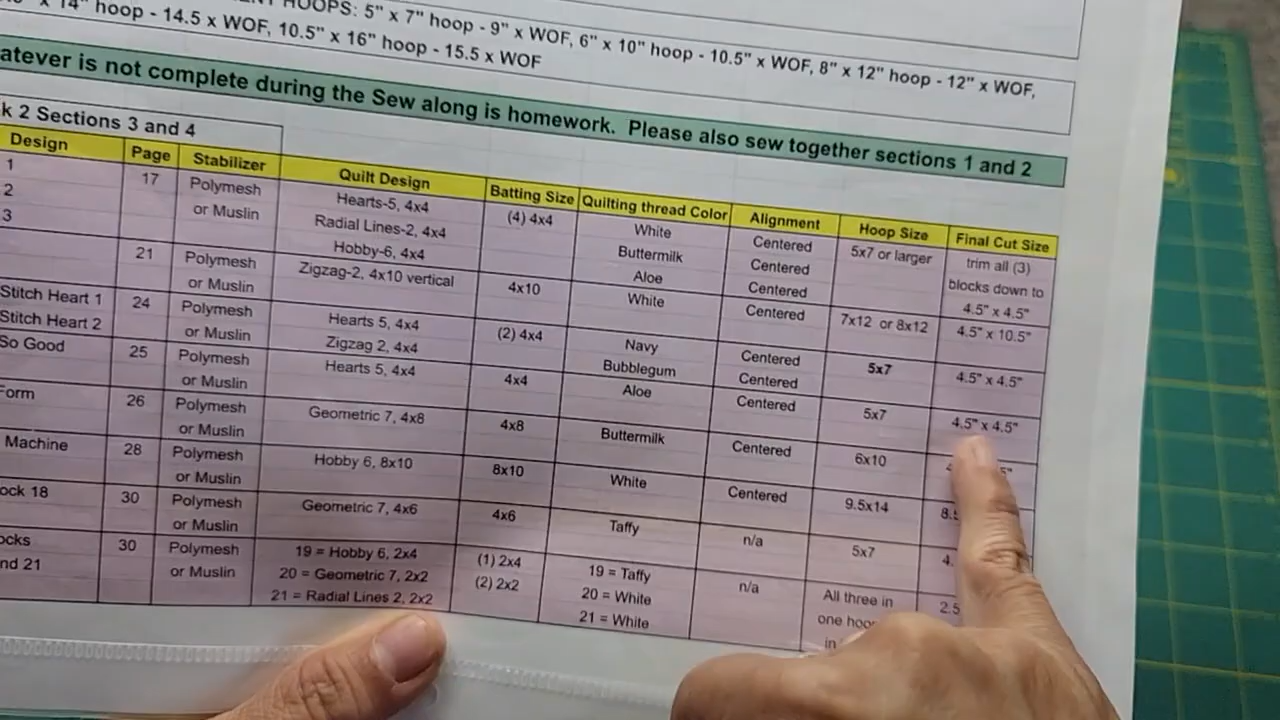 HOOPS: 5" x 7" hoop - 9" x WOF, 6" x 10" hoop - 10.5" x WOF, 8" x 12" hoop - 12" x WOF,
x 14" hoop - 14.5 x WOF, 10.5" x 16" hoop - 15.5 x WOF
atever is not complete during the Sew along is homework. Please also sew together sections 1 and 2
k 2 Sections 3 and 4
Design Page Stabilizer Quilt Design Batting Size Quilting thread Color Alignment Hoop Size Final Cut Size
1 17 Polymesh Hearts-5, 4x4 (4) 4x4 White Centered 5x7 or larger trim all (3)
2 or Muslin Radial Lines-2, 4x4 Buttermilk Centered blocks down to
3 Hobby-6, 4x4 Aloe Centered 4.5" x 4.5"
21 Polymesh Zigzag-2, 4x10 vertical 4x10 White Centered 7x12 or 8x12 4.5" x 10.5"
or Muslin
Stitch Heart 1 24 Polymesh Hearts 5, 4x4 (2) 4x4 Navy Centered 5x7 4.5" x 4.5"
Stitch Heart 2 or Muslin Zigzag 2, 4x4 Bubblegum Centered
So Good 25 Polymesh Hearts 5, 4x4 4x4 Aloe Centered 5x7 4.5" x 4.5"
or Muslin
Form 26 Polymesh Geometric 7, 4x8 4x8 Buttermilk Centered 6x10
or Muslin
Machine 28 Polymesh Hobby 6, 8x10 8x10 White Centered 9.5x14
or Muslin
ock 18 30 Polymesh Geometric 7, 4x6 4x6 Taffy n/a 5x7 4.
or Muslin
ocks 30 Polymesh 19 = Hobby 6, 2x4 (1) 2x4 19 = Taffy n/a All three in 2.5
nd 21 or Muslin 20 = Geometric 7, 2x2 (2) 2x2 20 = White one hoo
21 = Radial Lines 2, 2x2 21 = White in